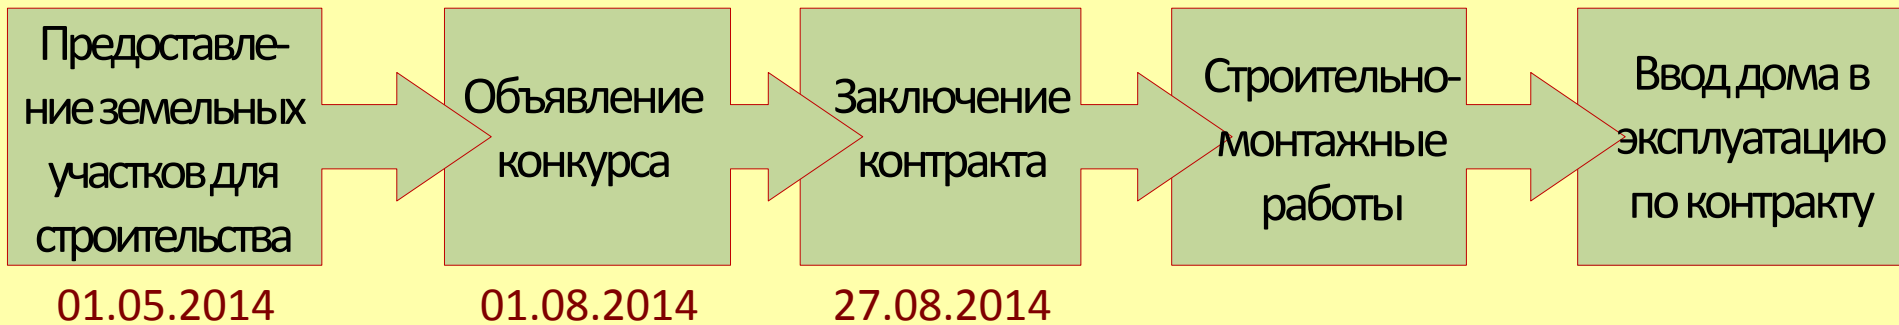 Предоставле-
ние земельных
участков для
строительства
Объявление
конкурса
Заключение
контракта
Строительно-
монтажные
работы
Ввод дома в
эксплуатацию
по контракту
01.05.2014
01.08.2014
27.08.2014